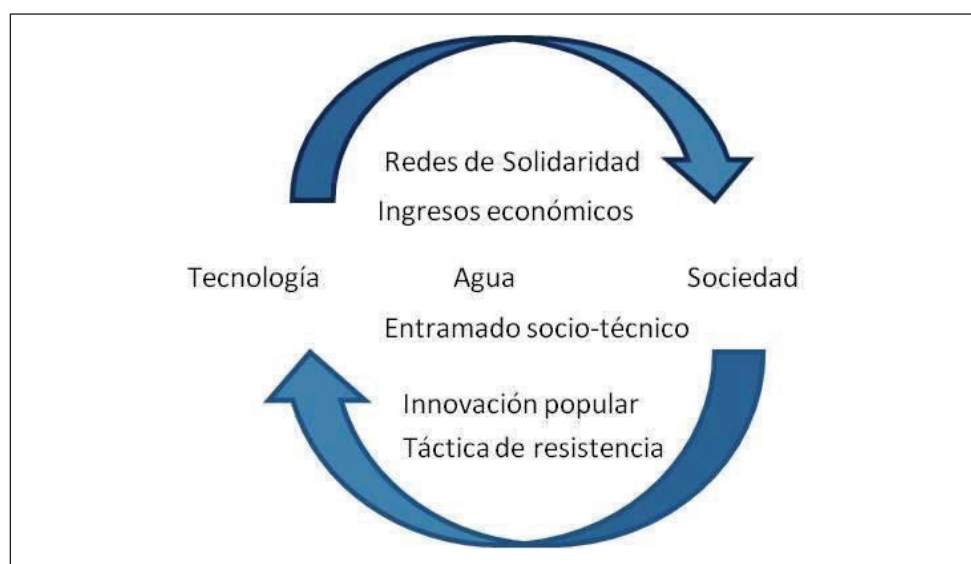 Redes de Solidaridad
Ingresos económicos
Tecnología Agua Sociedad
Entramado socio-técnico
Innovación popular
Táctica de resistencia